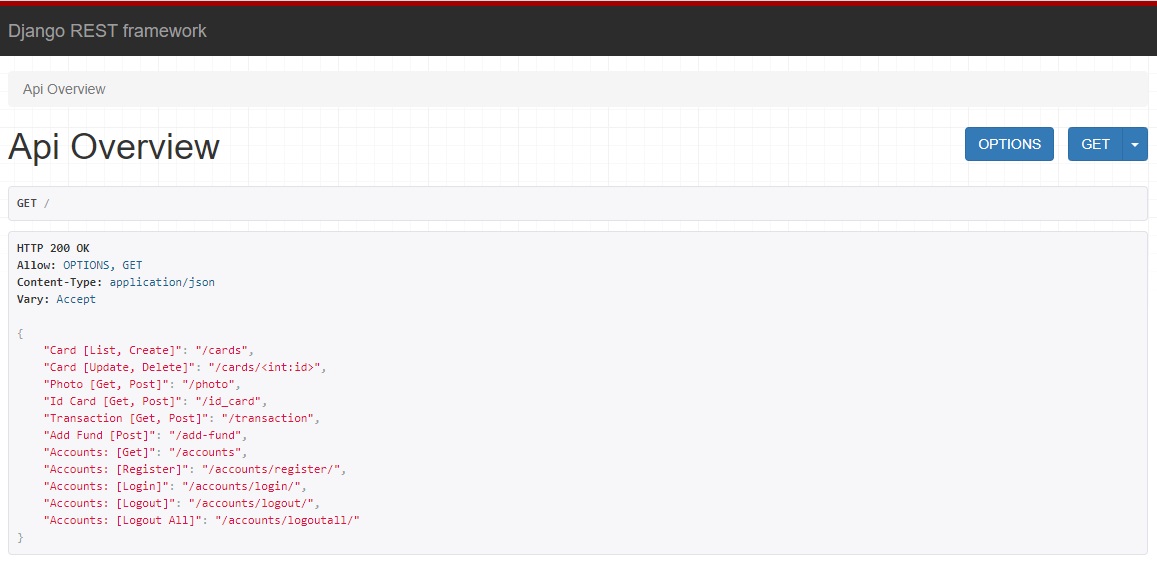 Django REST framework
Api Overview
Api Overview
OPTIONS
GET
GET /
HTTP 200 OK
Allow: OPTIONS, GET
Content-Type: application/json
Vary: Accept
{
    "Card [List, Create]": "/cards",
    "Card [Update, Delete]": "/cards/<int:id>",
    "Photo [Get, Post]": "/photo",
    "Id Card [Get, Post]": "/id_card",
    "Transaction [Get, Post]": "/transaction",
    "Add Fund [Post]": "/add-fund",
    "Accounts: [Get]": "/accounts",
    "Accounts: [Register]": "/accounts/register/",
    "Accounts: [Login]": "/accounts/login/",
    "Accounts: [Logout]": "/accounts/logout/",
    "Accounts: [Logout All]": "/accounts/logoutall/"
}